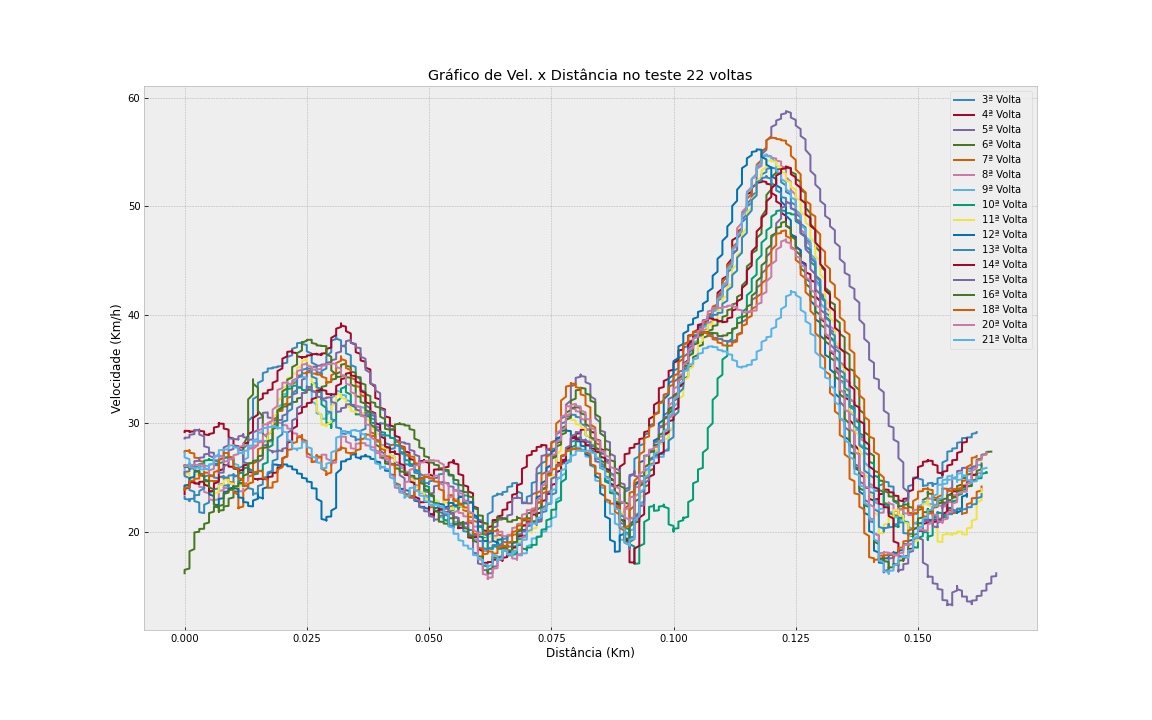 Gráfico de Vel. x Distância no teste 22 voltas
60
50
40
30
20
Velocidade (Km/h)
3ª Volta
4ª Volta
5ª Volta
6ª Volta
7ª Volta
8ª Volta
9ª Volta
10ª Volta
11ª Volta
12ª Volta
13ª Volta
14ª Volta
15ª Volta
16ª Volta
18ª Volta
20ª Volta
21ª Volta
0.000 0.025 0.050 0.075 0.100 0.125 0.150
Distância (Km)